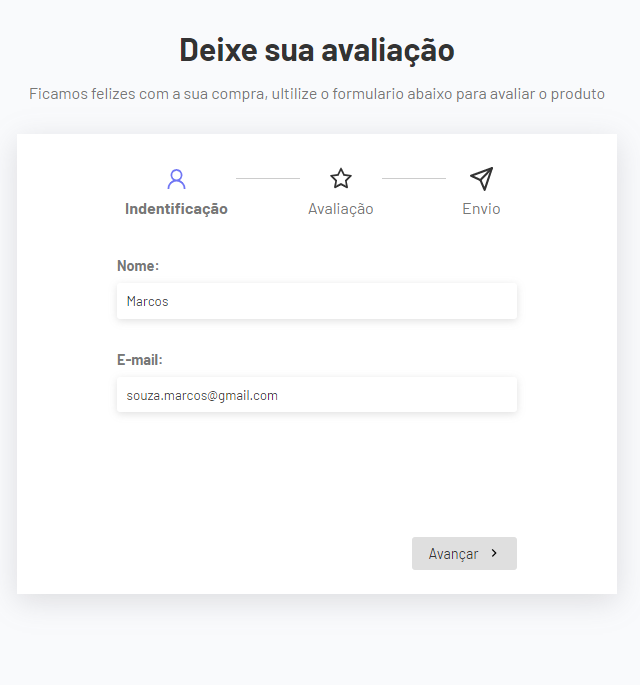 Deixe sua avaliação
Ficamos felizes com a sua compra, ultilize o formulario abaixo para avaliar o produto
Indentificação Avaliação Envio
Nome:
Marcos
E-mail:
souza.marcos@gmail.com
Avançar